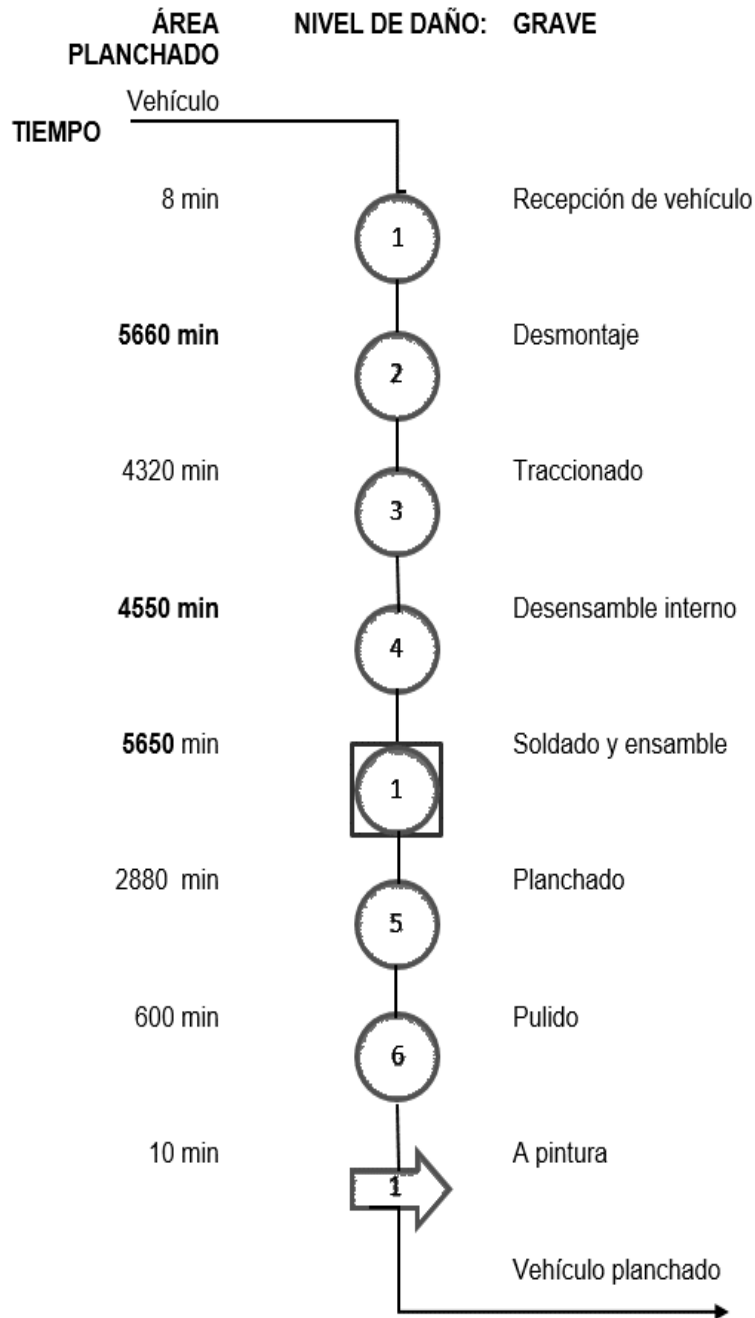 ÁREA PLANCHADO NIVEL DE DAÑO: GRAVE
Vehículo
TIEMPO
8 min Recepción de vehículo
1
5660 min Desmontaje
2
4320 min Traccionado
3
4550 min Desensamble interno
4
5650 min Soldado y ensamble
1
2880 min Planchado
5
600 min Pulido
6
10 min A pintura
1
Vehículo planchado